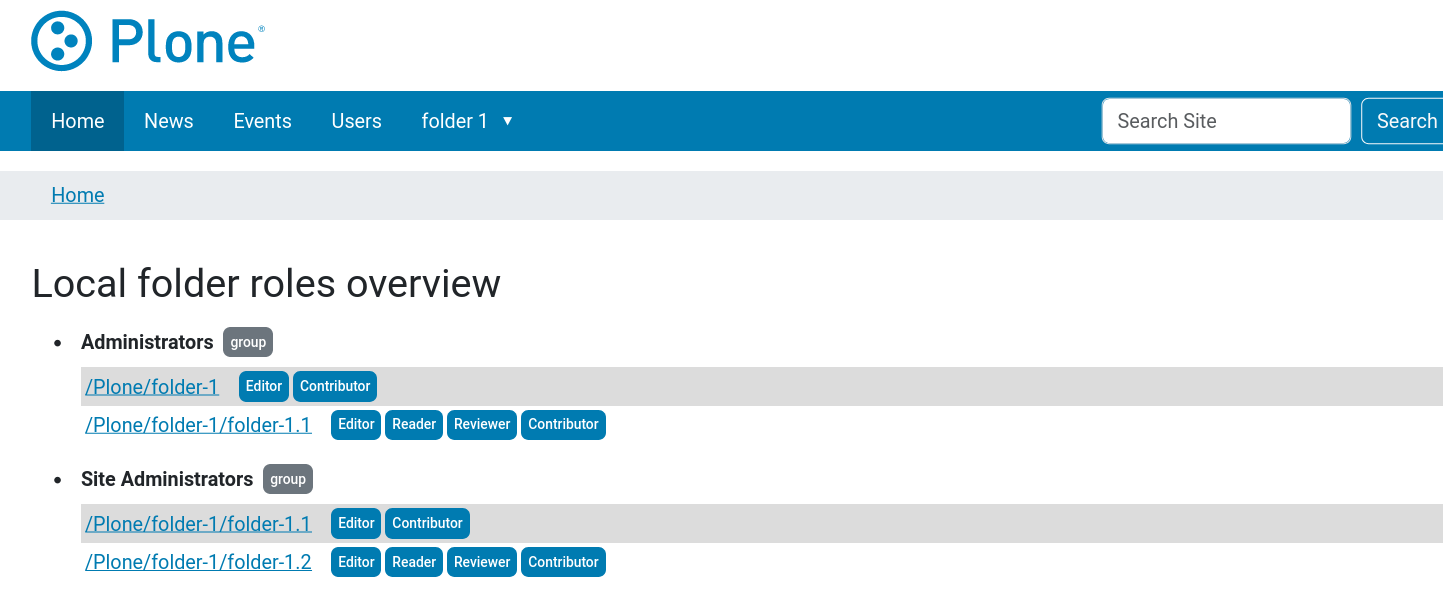 Plone®
Home News Events Users folder 1 ▼ Search Site Search
Home
Local folder roles overview
• Administrators group
/Plone/folder-1 Editor Contributor
/Plone/folder-1/folder-1.1 Editor Reader Reviewer Contributor
• Site Administrators group
/Plone/folder-1/folder-1.1 Editor Contributor
/Plone/folder-1/folder-1.2 Editor Reader Reviewer Contributor